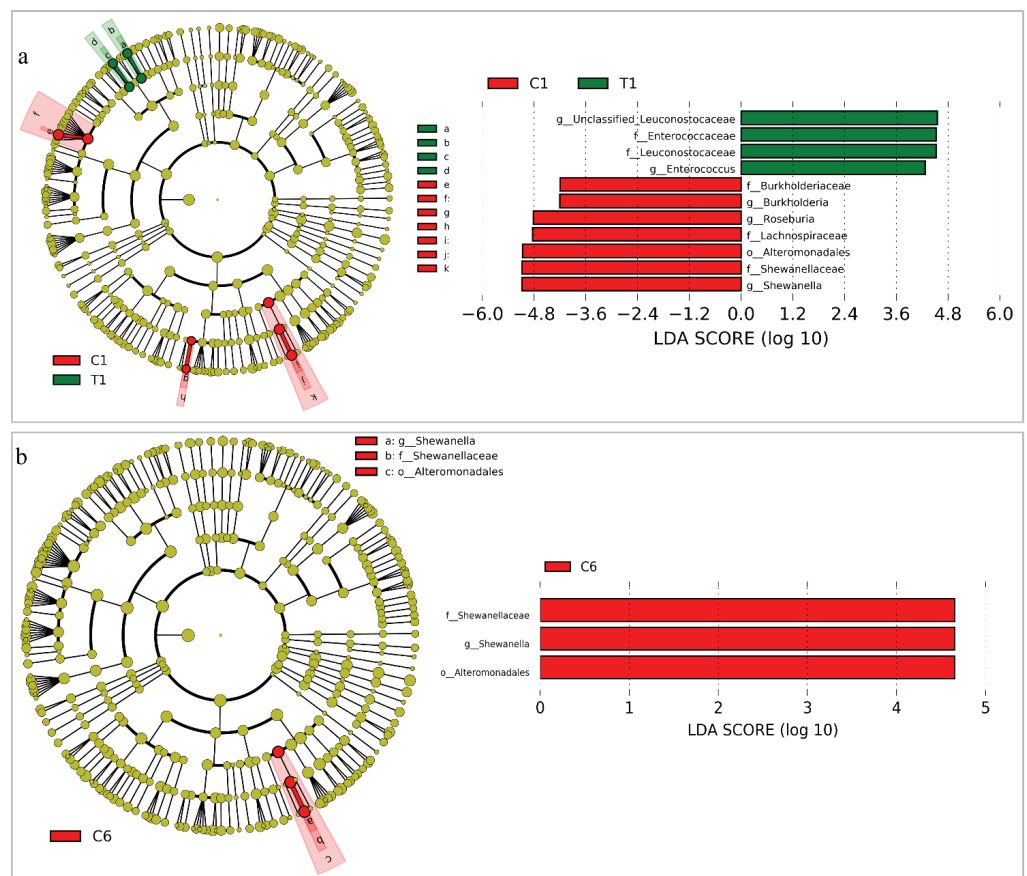 a
b
a
d
c
f
e
g
h
i
j
k
C1
T1
a
b
c
d
e
f:
g
h
i:
j:
k
C1 T1
g__Unclassified_Leuconostocaceae
f__Enterococcaceae
f__Leuconostocaceae
g__Enterococcus
f__Burkholderiaceae
g__Burkholderia
g__Roseburia
f__Lachnospiraceae
o__Alteromonadales
f__Shewanellaceae
g__Shewanella
−6.0 −4.8 −3.6 −2.4 −1.2 0.0 1.2 2.4 3.6 4.8 6.0
LDA SCORE (log 10)
b
a: g__Shewanella
b: f__Shewanellaceae
c: o__Alteromonadales
a
b
c
C6
C6
f__Shewanellaceae
g__Shewanella
o__Alteromonadales
0 1 2 3 4 5
LDA SCORE (log 10)